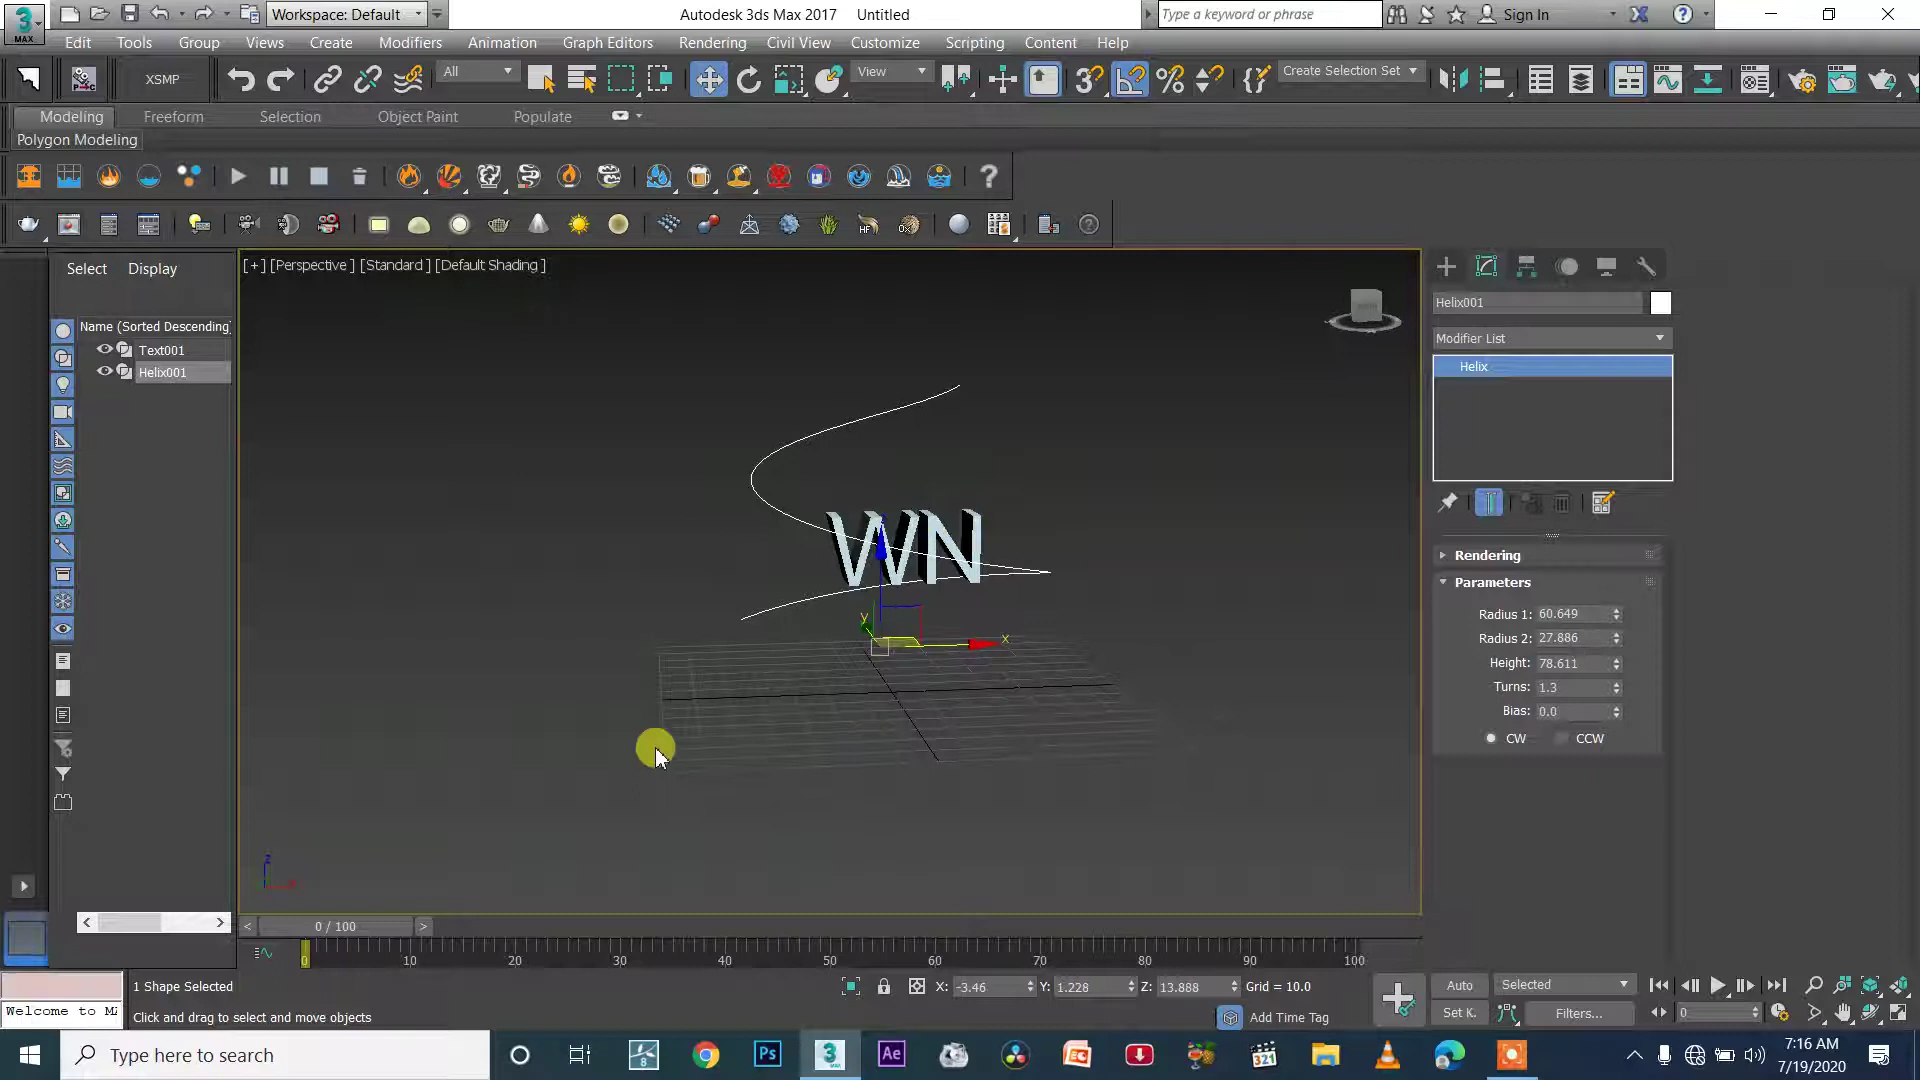 Workspace: Default
Autodesk 3ds Max 2017 Untitled
Type a keyword or phrase
Sign In
3
MAX
Edit Tools Group Views Create Modifiers Animation Graph Editors Rendering Civil View Customize Scripting Content Help
XSMP
All
View
Create Selection Set
Modeling Freeform Selection Object Paint Populate
Polygon Modeling
Select Display
[+] [Perspective ] [Standard ] [Default Shading ]
Name (Sorted Descending)
Text001
Helix001
WN
z
y
x
z
Helix001
Modifier List
Helix
Rendering
Parameters
Radius 1: 60.649
Radius 2: 27.886
Height: 78.611
Turns: 1.3
Bias: 0.0
CW CCW
0 / 100
0 10 20 30 40 50 60 70 80 90 100
1 Shape Selected
X: -3.46 Y: 1.228 Z: 13.888 Grid = 10.0
Auto Selected
Welcome to
Click and drag to select and move objects
Add Time Tag
Set K. Filters... 0
Type here to search
7:16 AM
7/19/2020